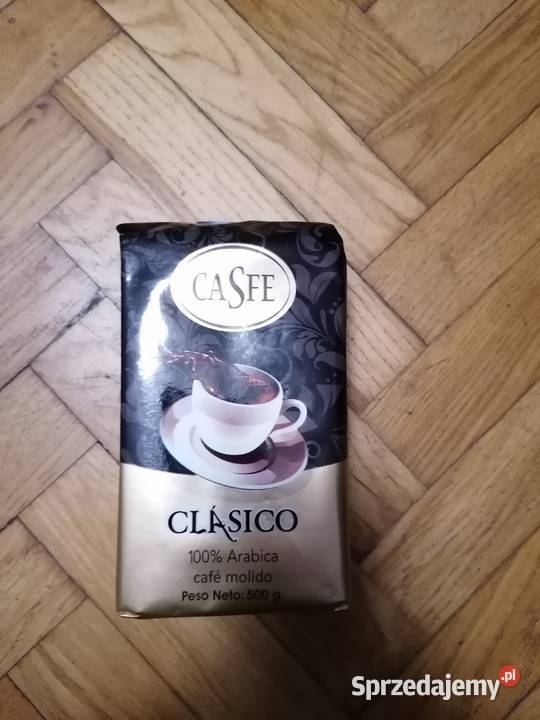 CASFE
CLÁSICO
100% Arabica
café molido
Peso Neto: 500 g.
Sprzedajemy.pl